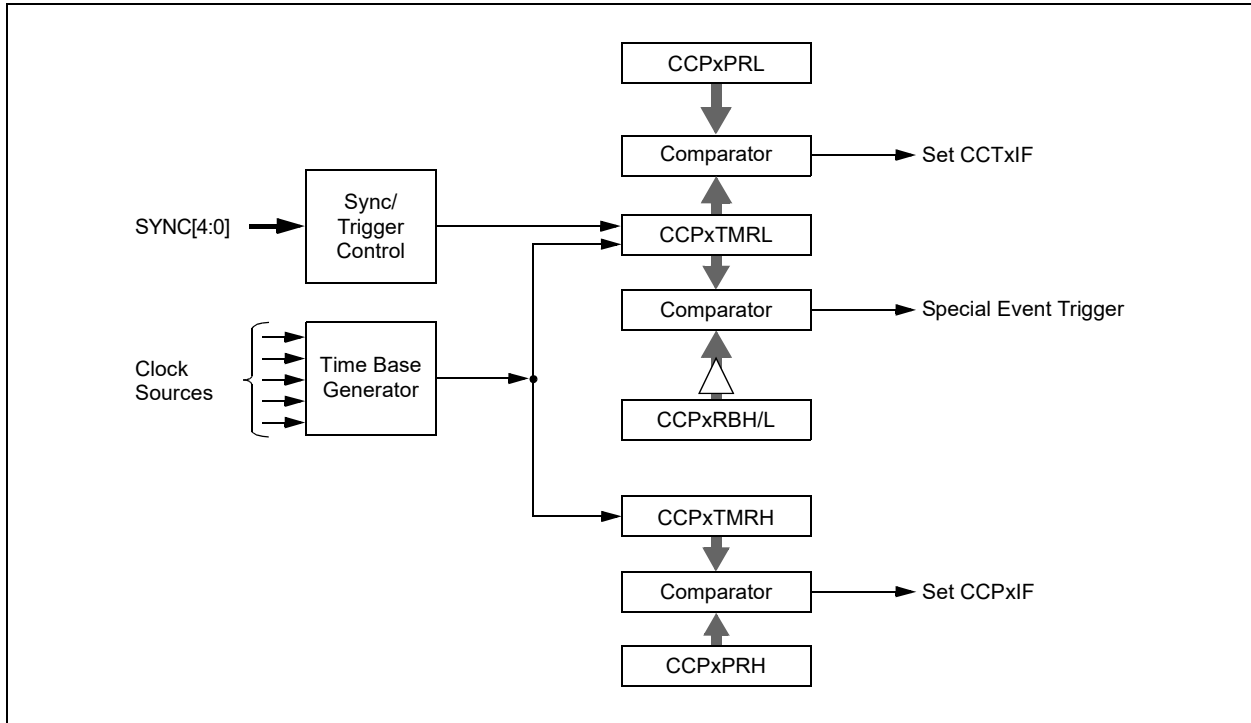 CCPxPRL
Comparator
Set CCTxIF
Sync/
Trigger
Control
SYNC[4:0]
CCPxTMRL
Comparator
Special Event Trigger
Clock
Sources
Time Base
Generator
CCPxRBH/L
CCPxTMRH
Comparator
Set CCPxIF
CCPxPRH